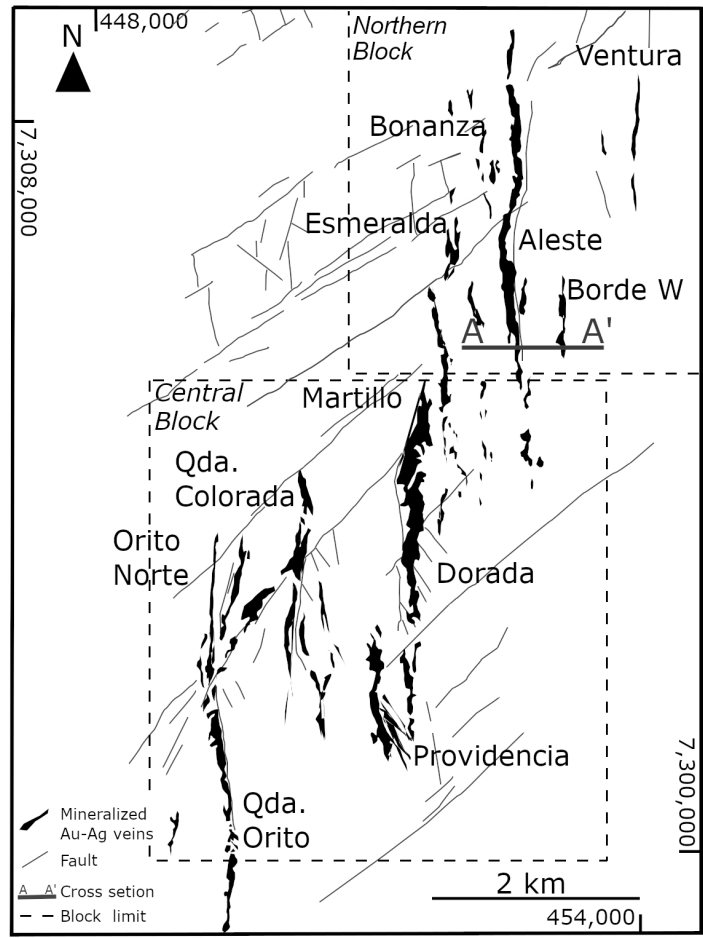 448,000
N
Northern
Block
Ventura
Bonanza
7,308,000
Esmeralda
Aleste
Borde W
A A'
Central
Block
Martillo
Qda.
Colorada
Orito
Norte
Dorada
Providencia
7,300,000
Qda.
Orito
Mineralized
Au-Ag veins
Fault
A A' Cross setion
Block limit
2 km
454,000